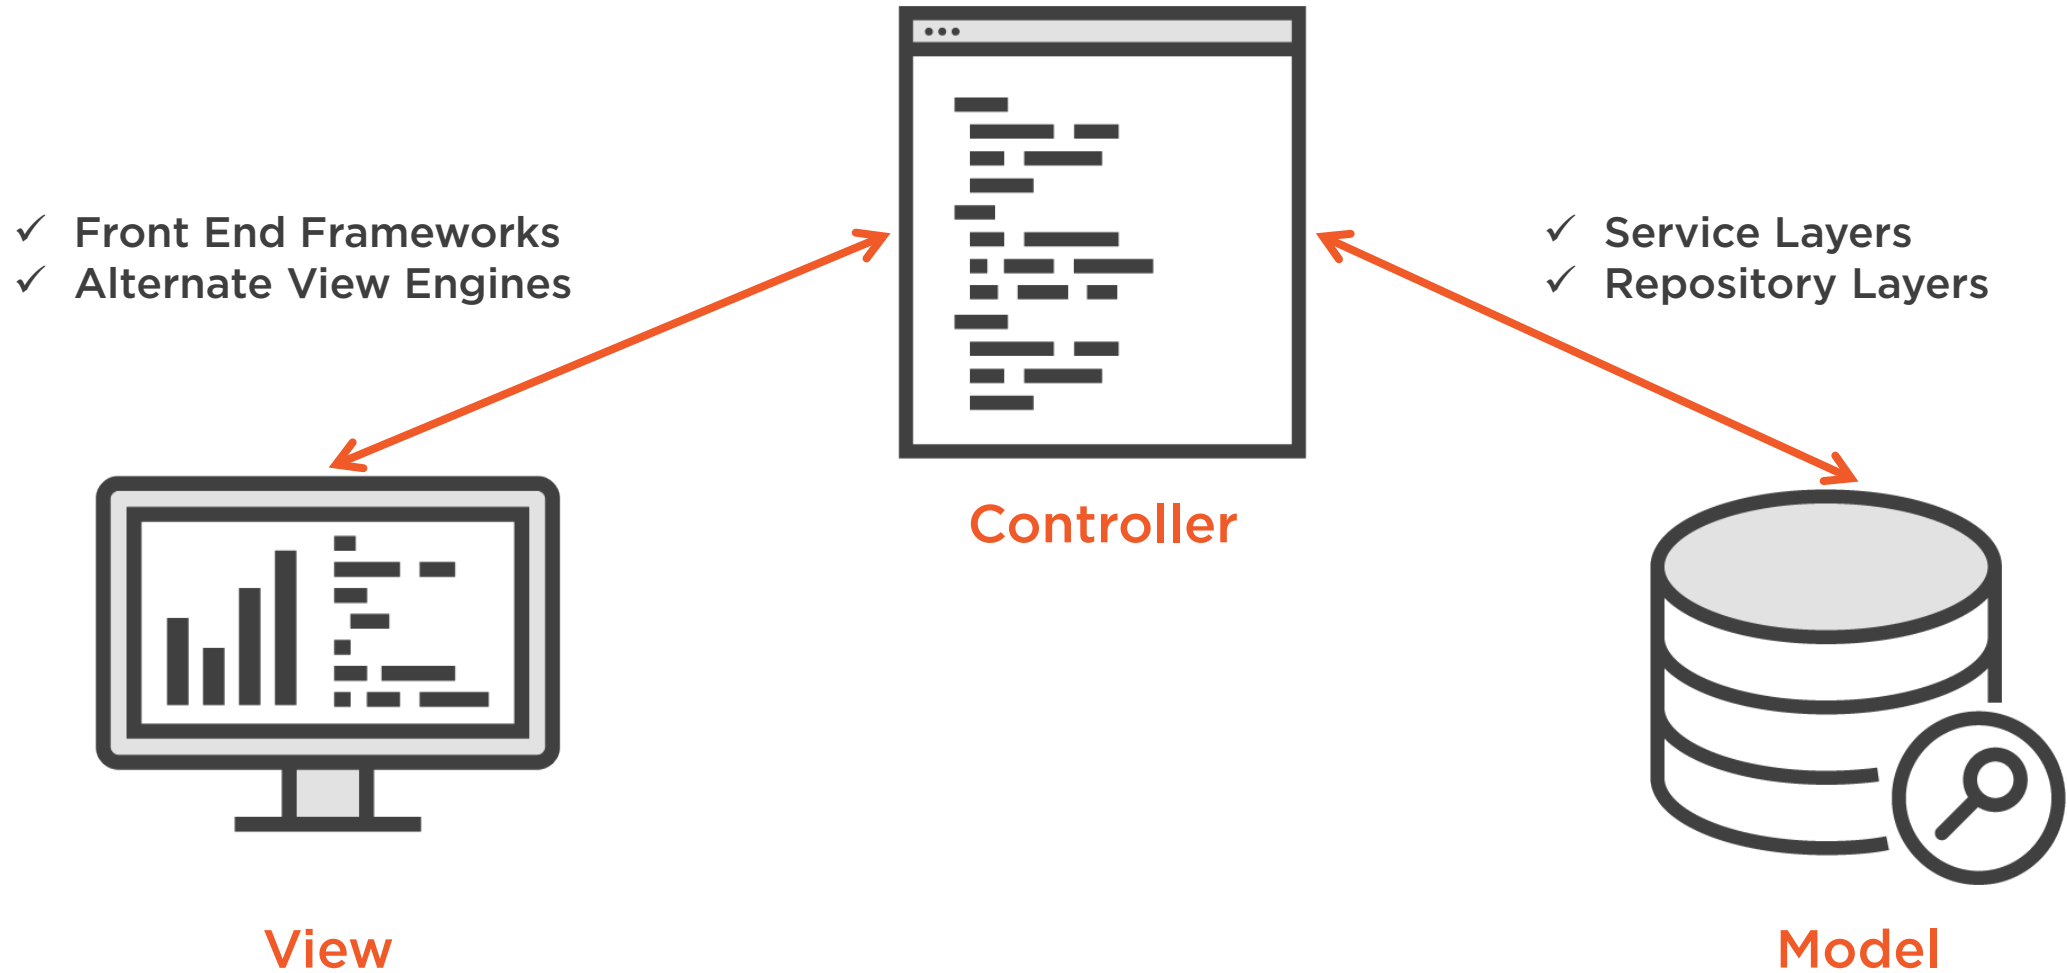 ✓ Front End Frameworks
✓ Alternate View Engines
✓ Service Layers
✓ Repository Layers
Controller
View
Model